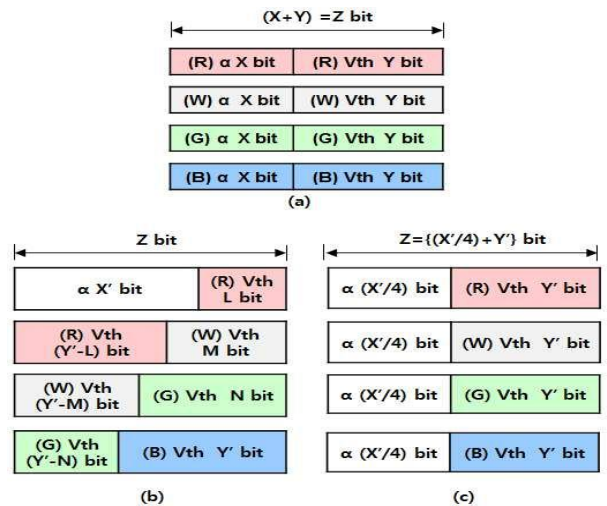 (X+Y) =Z bit
(R) α X bit (R) Vth Y bit
(W) α X bit (W) Vth Y bit
(G) α X bit (G) Vth Y bit
(B) α X bit (B) Vth Y bit
(a)
Z bit
α X′ bit (R) Vth
L bit
(R) Vth
(Y′-L) bit (W) Vth
M bit
(W) Vth
(Y′-M) bit (G) Vth N bit
(G) Vth
(Y′-N) bit (B) Vth Y′ bit
(b)
Z={(X′/4)+Y′} bit
α (X′/4) bit (R) Vth Y′ bit
α (X′/4) bit (W) Vth Y′ bit
α (X′/4) bit (G) Vth Y′ bit
α (X′/4) bit (B) Vth Y′ bit
(c)